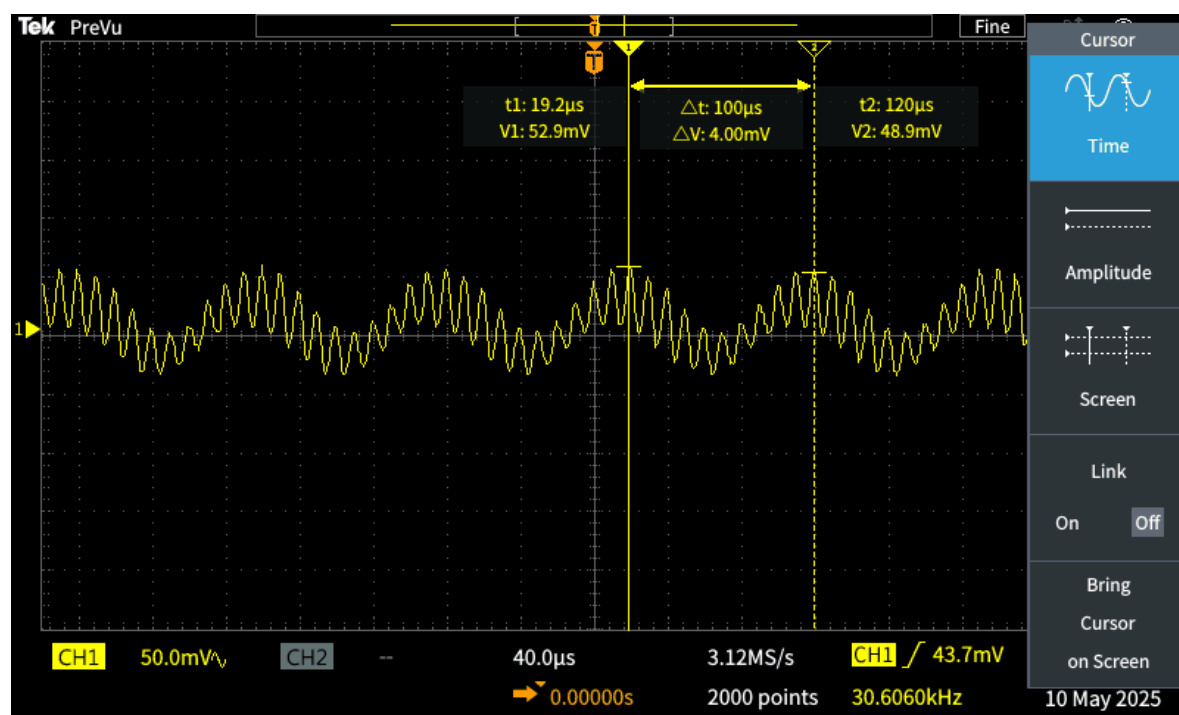 Tek PreVu
Fine
T
1
2
T
t1: 19.2µs
V1: 52.9mV
△t: 100µs
△V: 4.00mV
t2: 120µs
V2: 48.9mV
1
CH1 50.0mV
CH2 --
40.0µs
3.12MS/s
CH1 43.7mV
0.00000s
2000 points
30.6060kHz
10 May 2025
Cursor
Time
Amplitude
Screen
Link
On Off
Bring
Cursor
on Screen